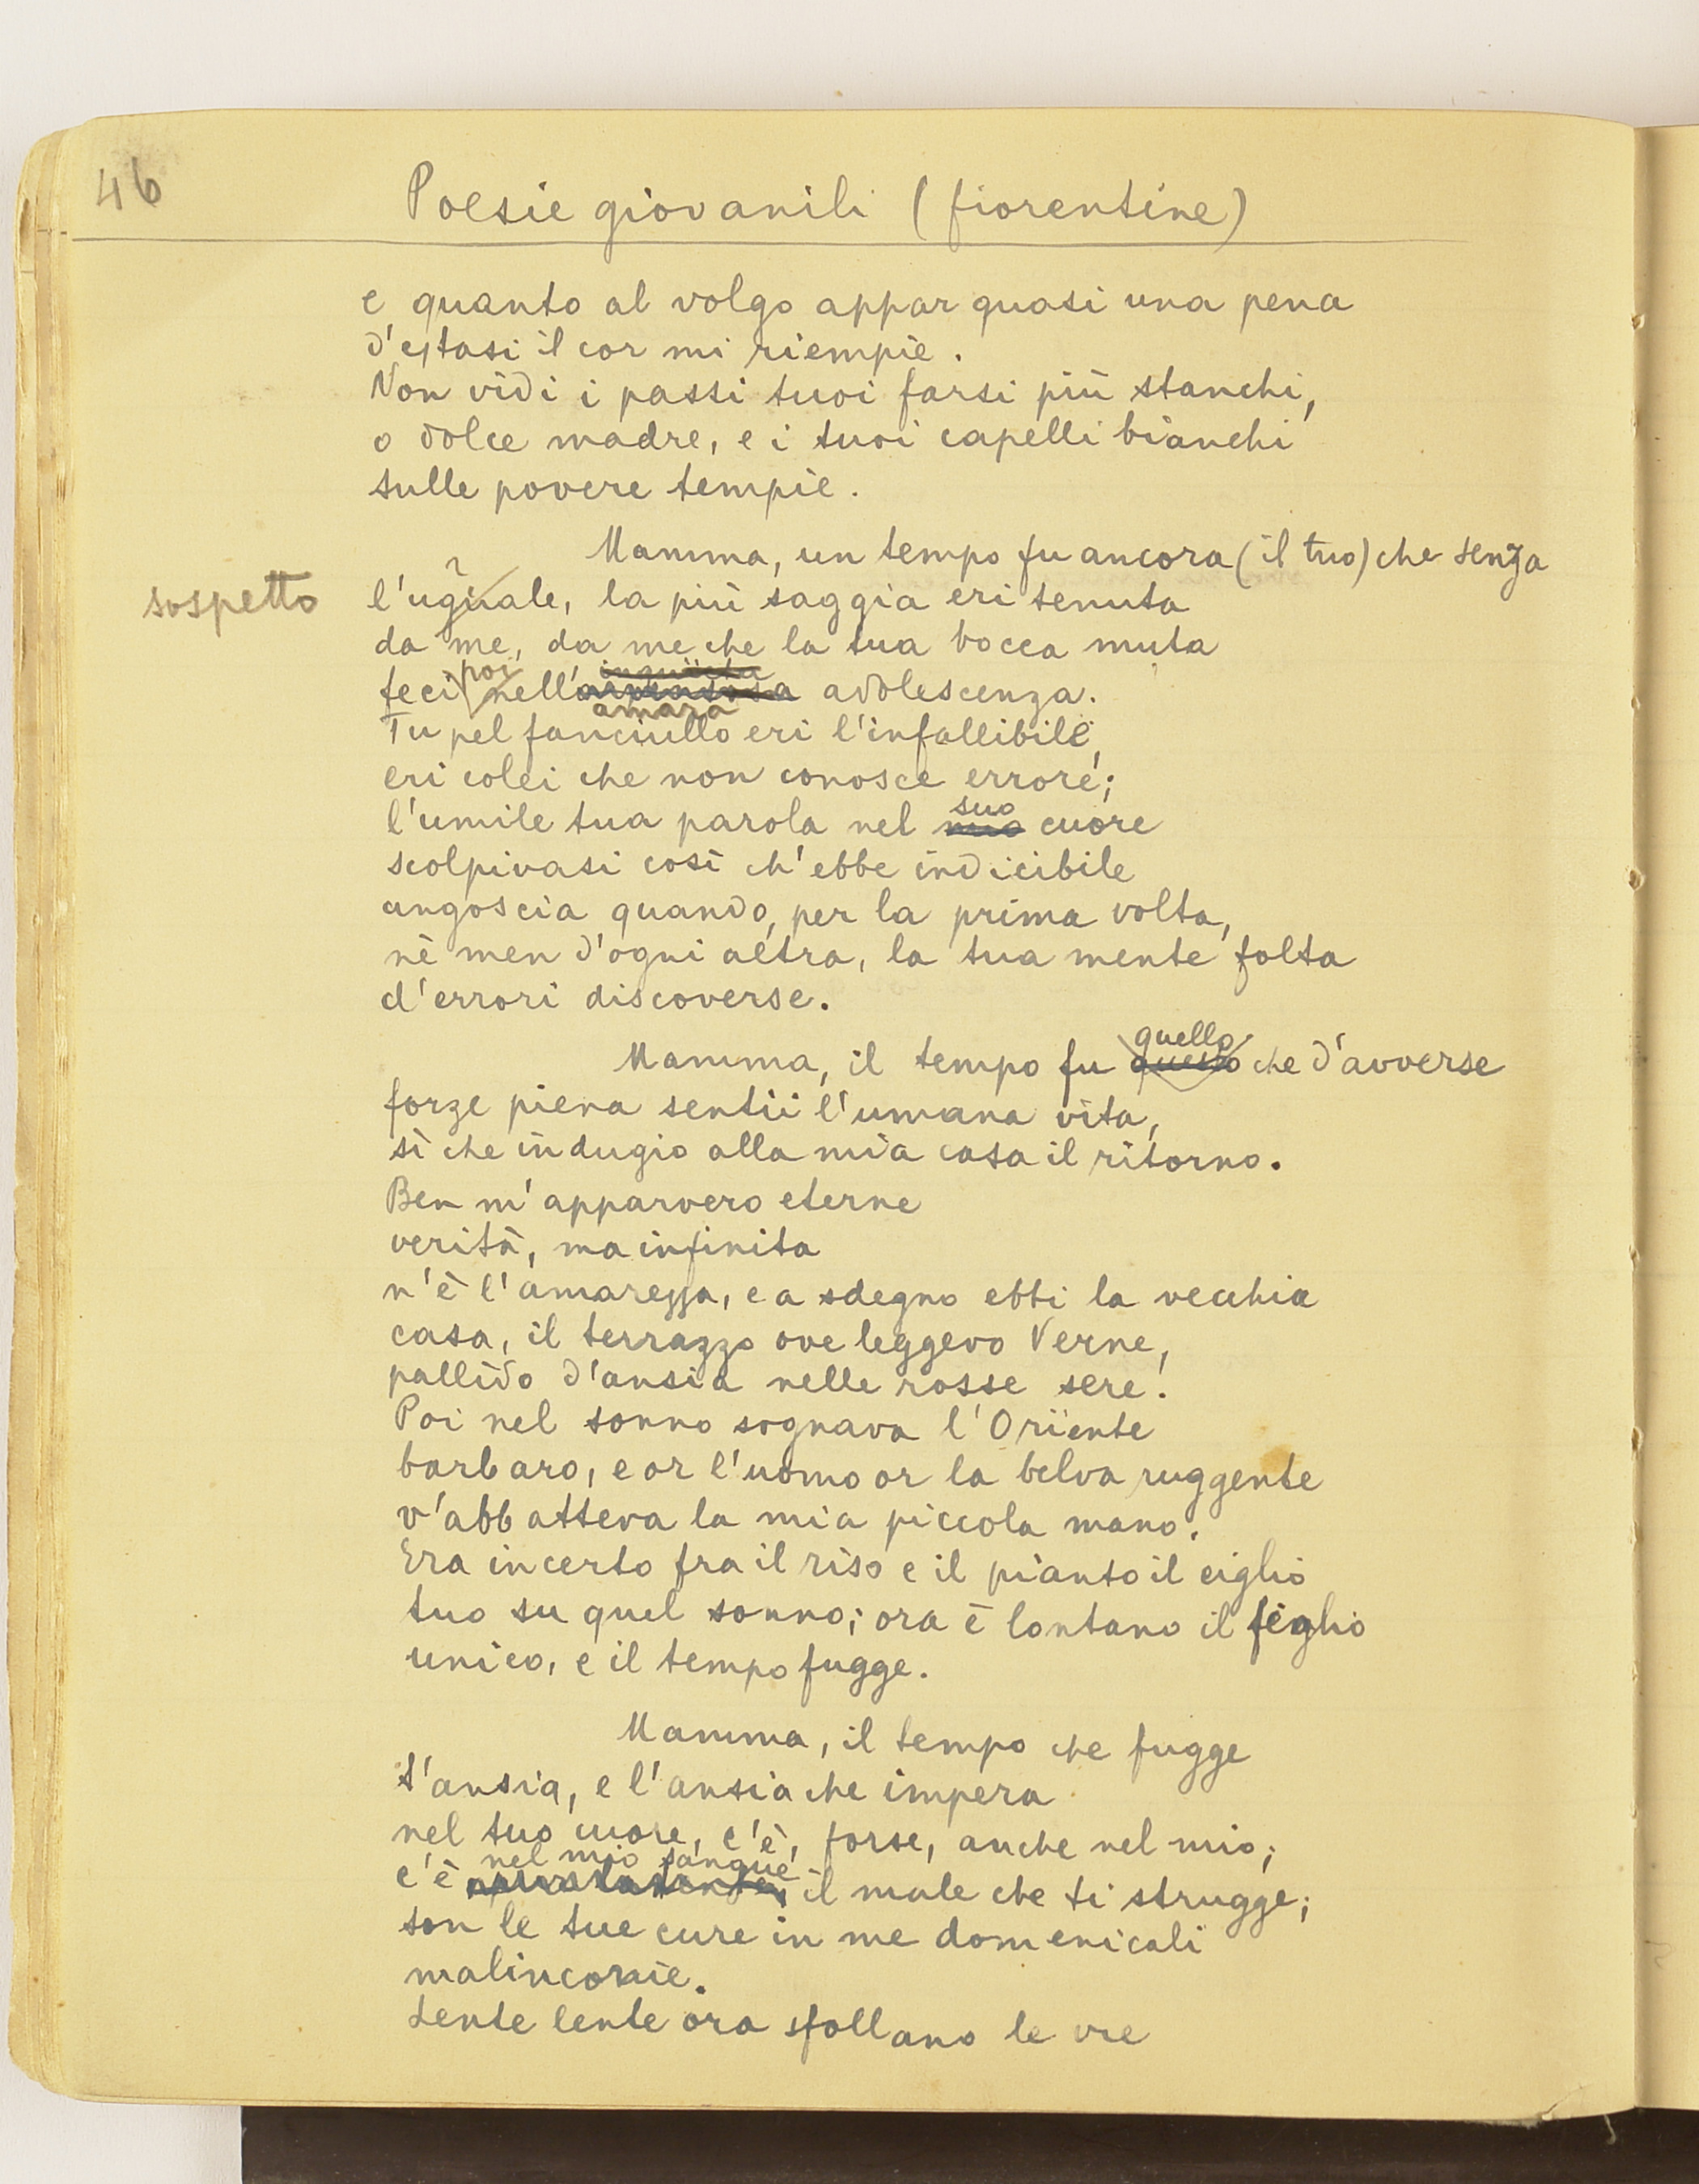 46
Poesie giovanili (fiorentine)
e quanto al volgo appar quasi una pena
d'estasi il cor mi riempie.
Non vidi i passi tuoi farsi più stanchi,
o dolce madre, e i tuoi capelli bianchi
sulle povere tempie.
Mamma, un tempo fu ancora (il tuo) che senza
sospetto
l'uguale, la più saggia eri tenuta
da me, da me che la tua bocca muta
poi inquïeta
feci nell' adolescenza.
amara
Tu pel fanciullo eri l'infallibile,
eri colei che non conosce errore;
suo
l'umile tua parola nel mio cuore
scolpivasi così ch'ebbe indicibile
angoscia quando, per la prima volta,
nè men d'ogni altra, la tua mente folta
d'errori discoverse.
quello
Mamma, il tempo fu questo che d'avverse
forze piena sentii l'umana vita,
sì che indugio alla mia casa il ritorno.
Ben m'apparvero eterne
verità, ma infinita
n'è l'amarezza, e a sdegno ebbi la vecchia
casa, il terrazzo ove leggevo Verne,
pallido d'ansia nelle rosse sere.
Poi nel sonno sognava l'Orïente
barbaro, e or l'uomo or la belva ruggente
v'abbatteva la mia piccola mano.
Era incerto fra il riso e il pianto il ciglio
tuo su quel sonno; ora è lontano il figlio
unico, e il tempo fugge.
Mamma, il tempo che fugge
t'ansia, e l'ansia che impera
nel tuo cuore, c'è, forse, anche nel mio;
nel mio sangue
c'è il male che ti strugge;
son le tue cure in me domenicali
malinconie.
Lente lente ora sfollano le vie